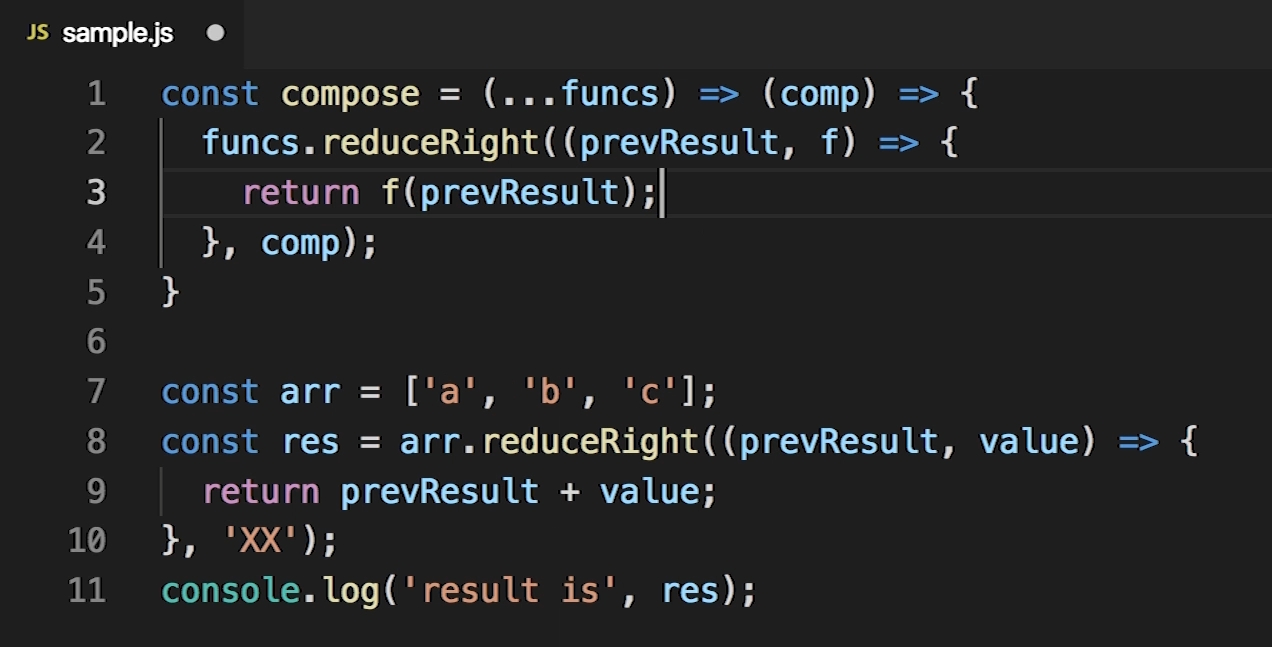 JS sample.js
1 const compose = (...funcs) => (comp) => {
2   funcs.reduceRight((prevResult, f) => {
3     return f(prevResult);
4   }, comp);
5 }
6
7 const arr = ['a', 'b', 'c'];
8 const res = arr.reduceRight((prevResult, value) => {
9   return prevResult + value;
10 }, 'XX');
11 console.log('result is', res);